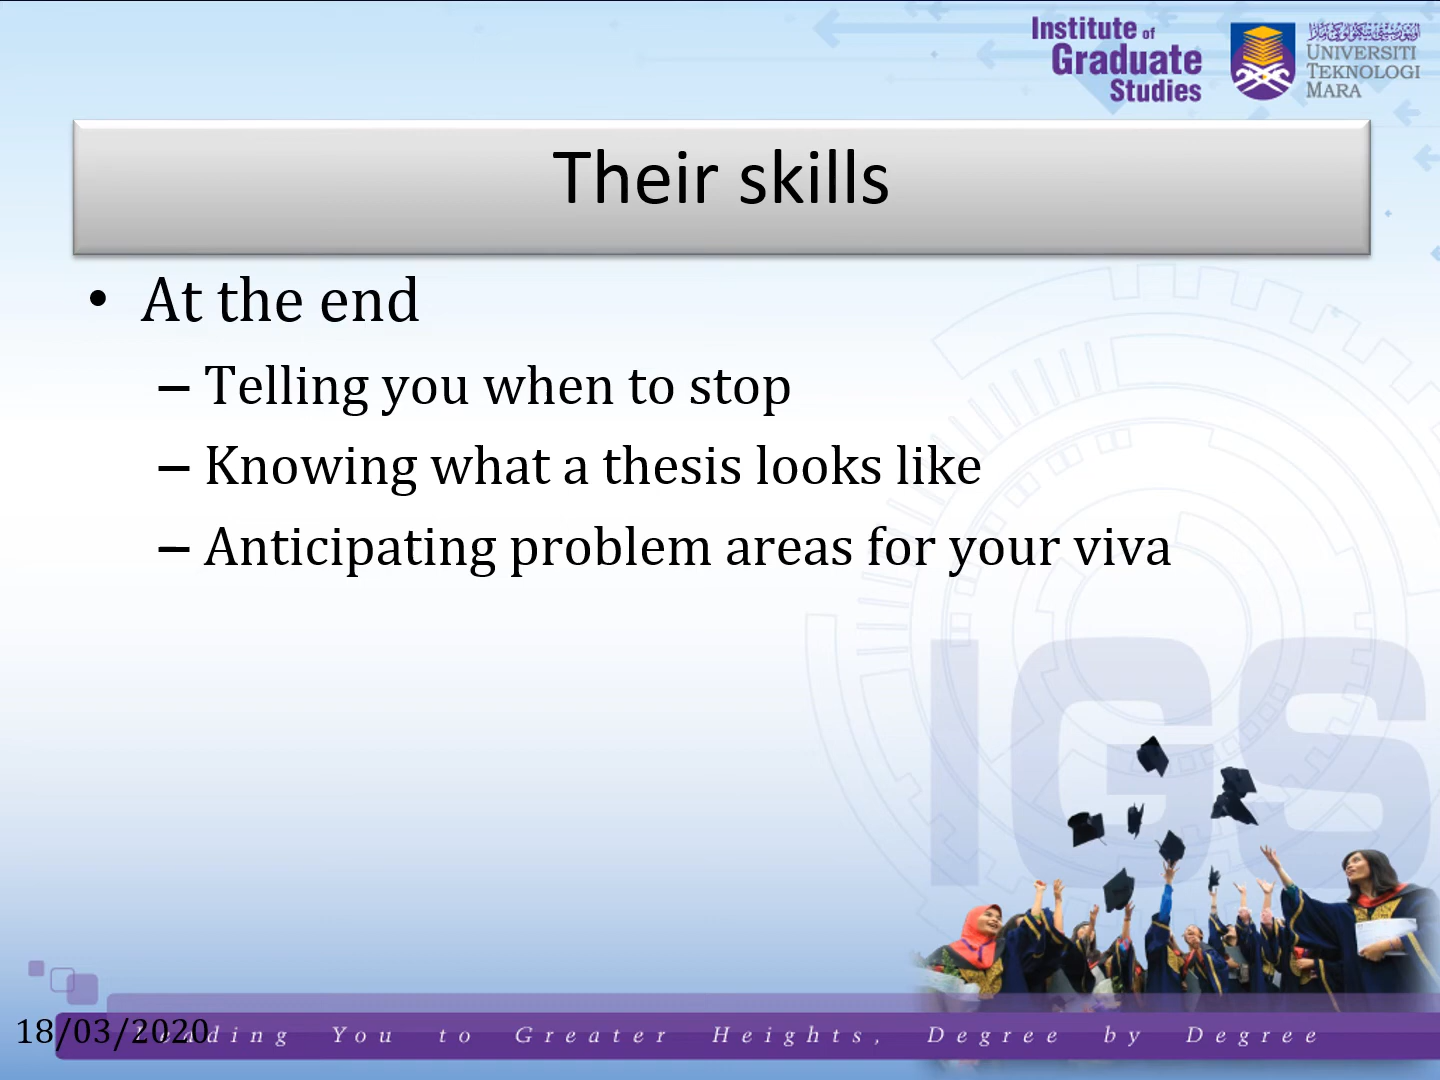 Institute of
Graduate
Studies
UNIVERSITI
TEKNOLOGI
MARA
Their skills
• At the end
– Telling you when to stop
– Knowing what a thesis looks like
– Anticipating problem areas for your viva
IGS
18/03/2020
Leading You to Greater Heights, Degree by Degree